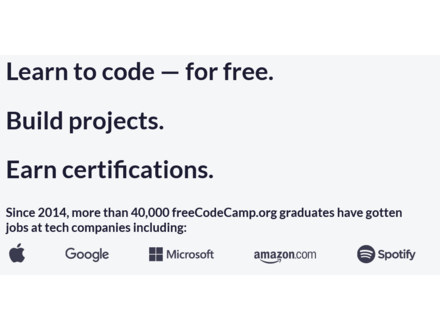 Learn to code — for free.
Build projects.
Earn certifications.
Since 2014, more than 40,000 freeCodeCamp.org graduates have gotten
jobs at tech companies including:
Google Microsoft amazon.com Spotify